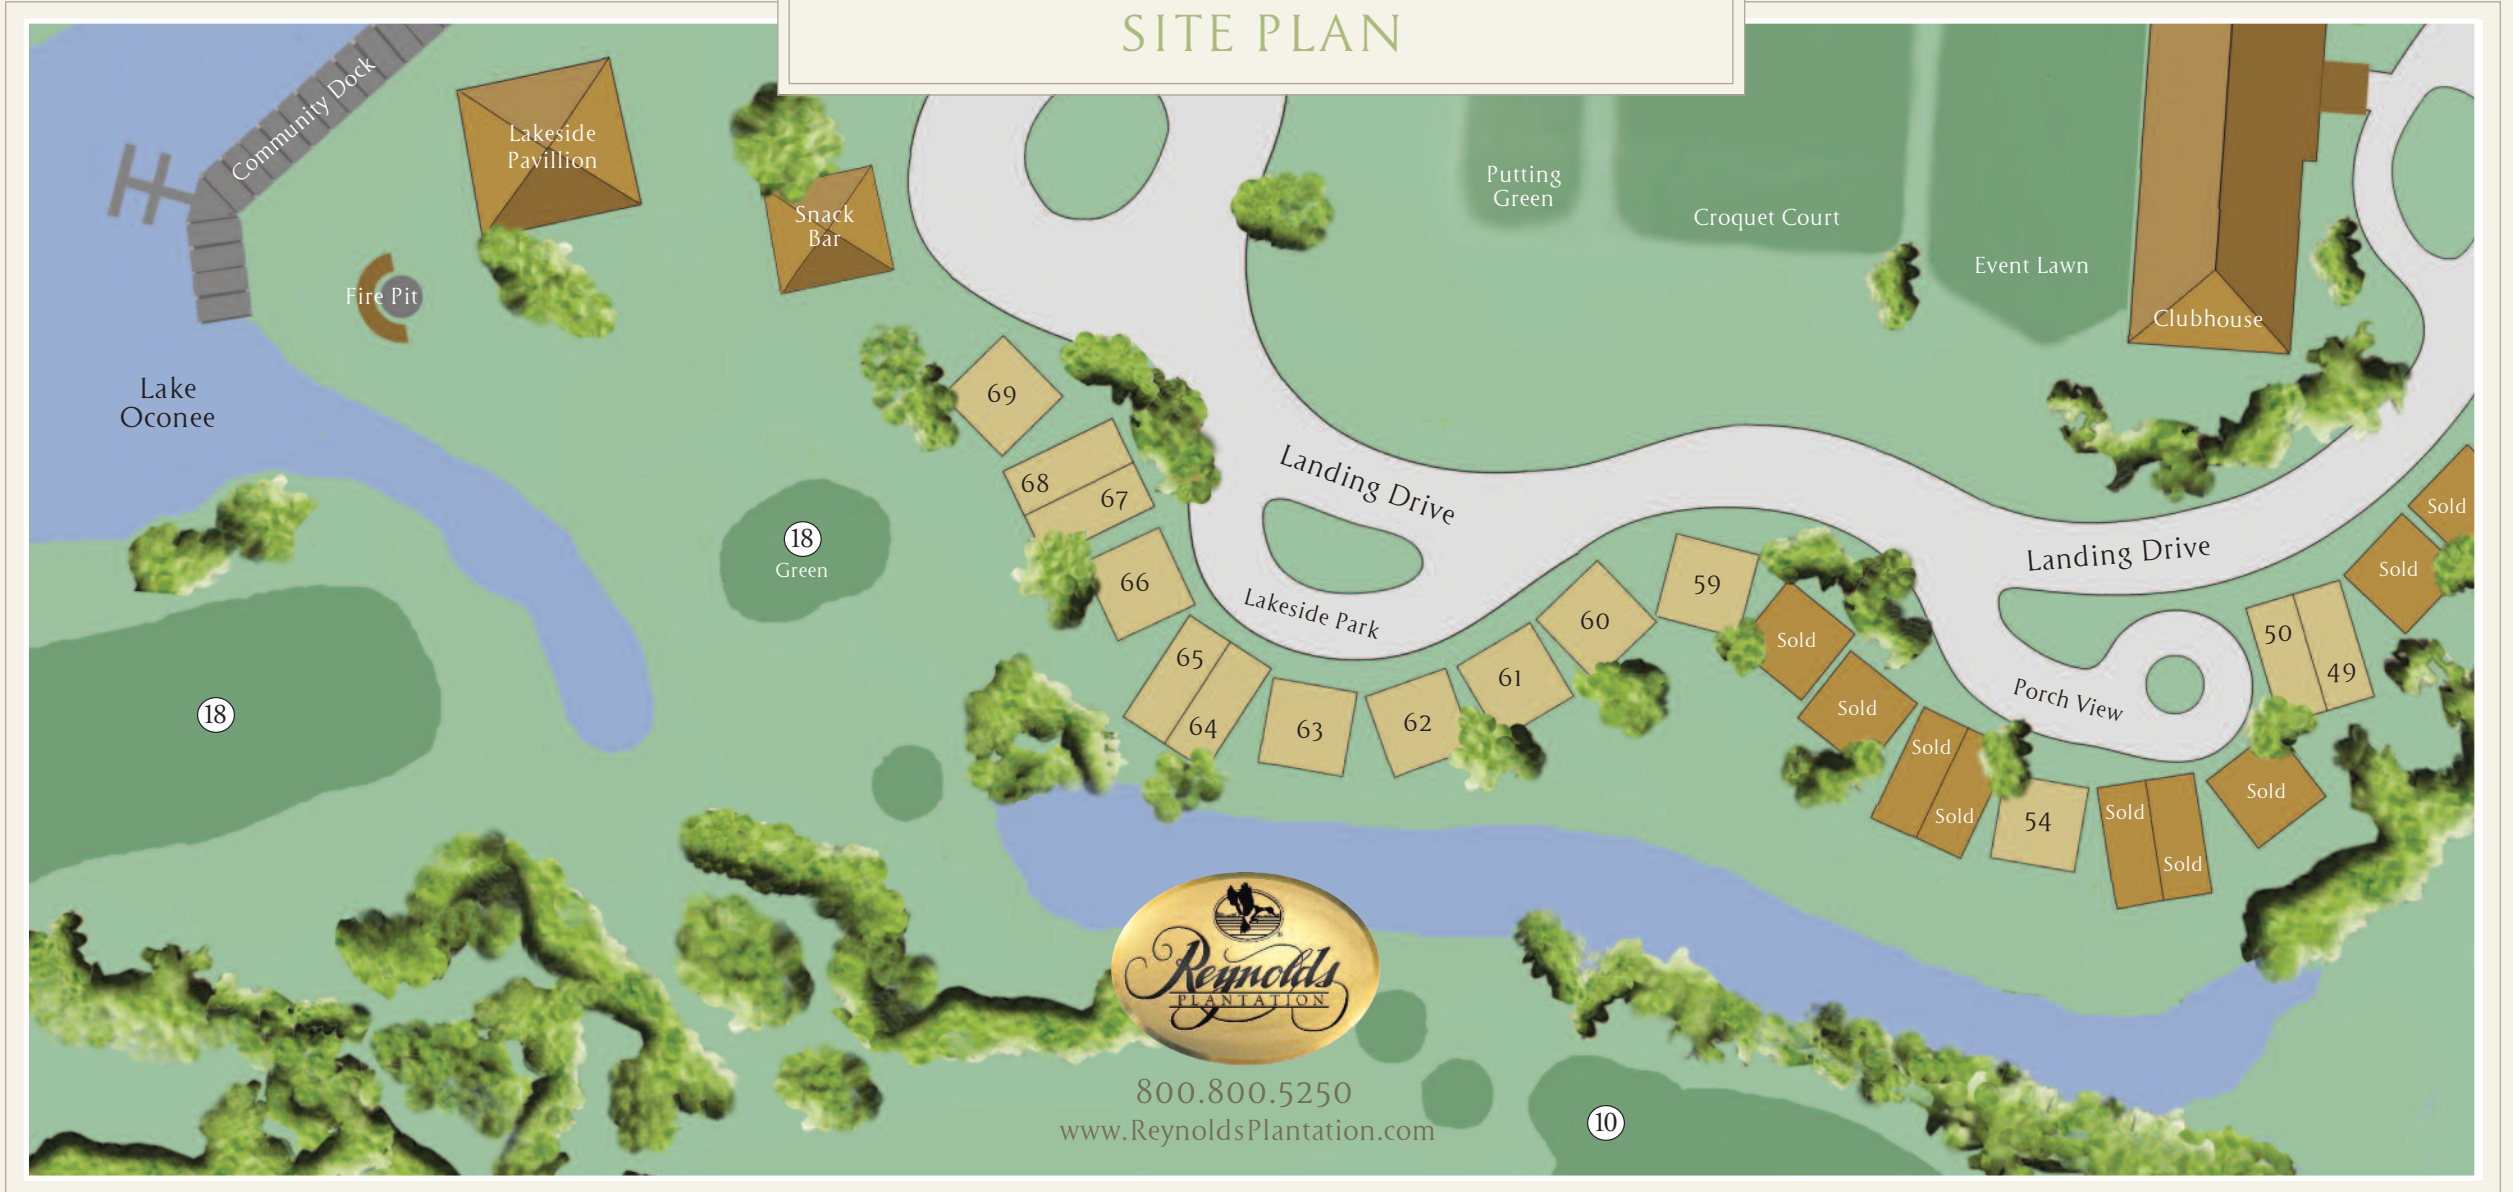 SITE PLAN
Community Dock
Lakeside
Pavillion
Snack
Bar
Putting
Green
Croquet Court
Event Lawn
Clubhouse
Fire Pit
Lake
Oconee
69
68
67
66
65
64
63
62
61
60
59
18
Green
18
Landing Drive
Lakeside Park
Landing Drive
Porch View
Sold
Sold
50
49
Sold
Sold
Sold
Sold
54
Sold
Sold
Sold
Reynolds
PLANTATION
800.800.5250
www.ReynoldsPlantation.com
10